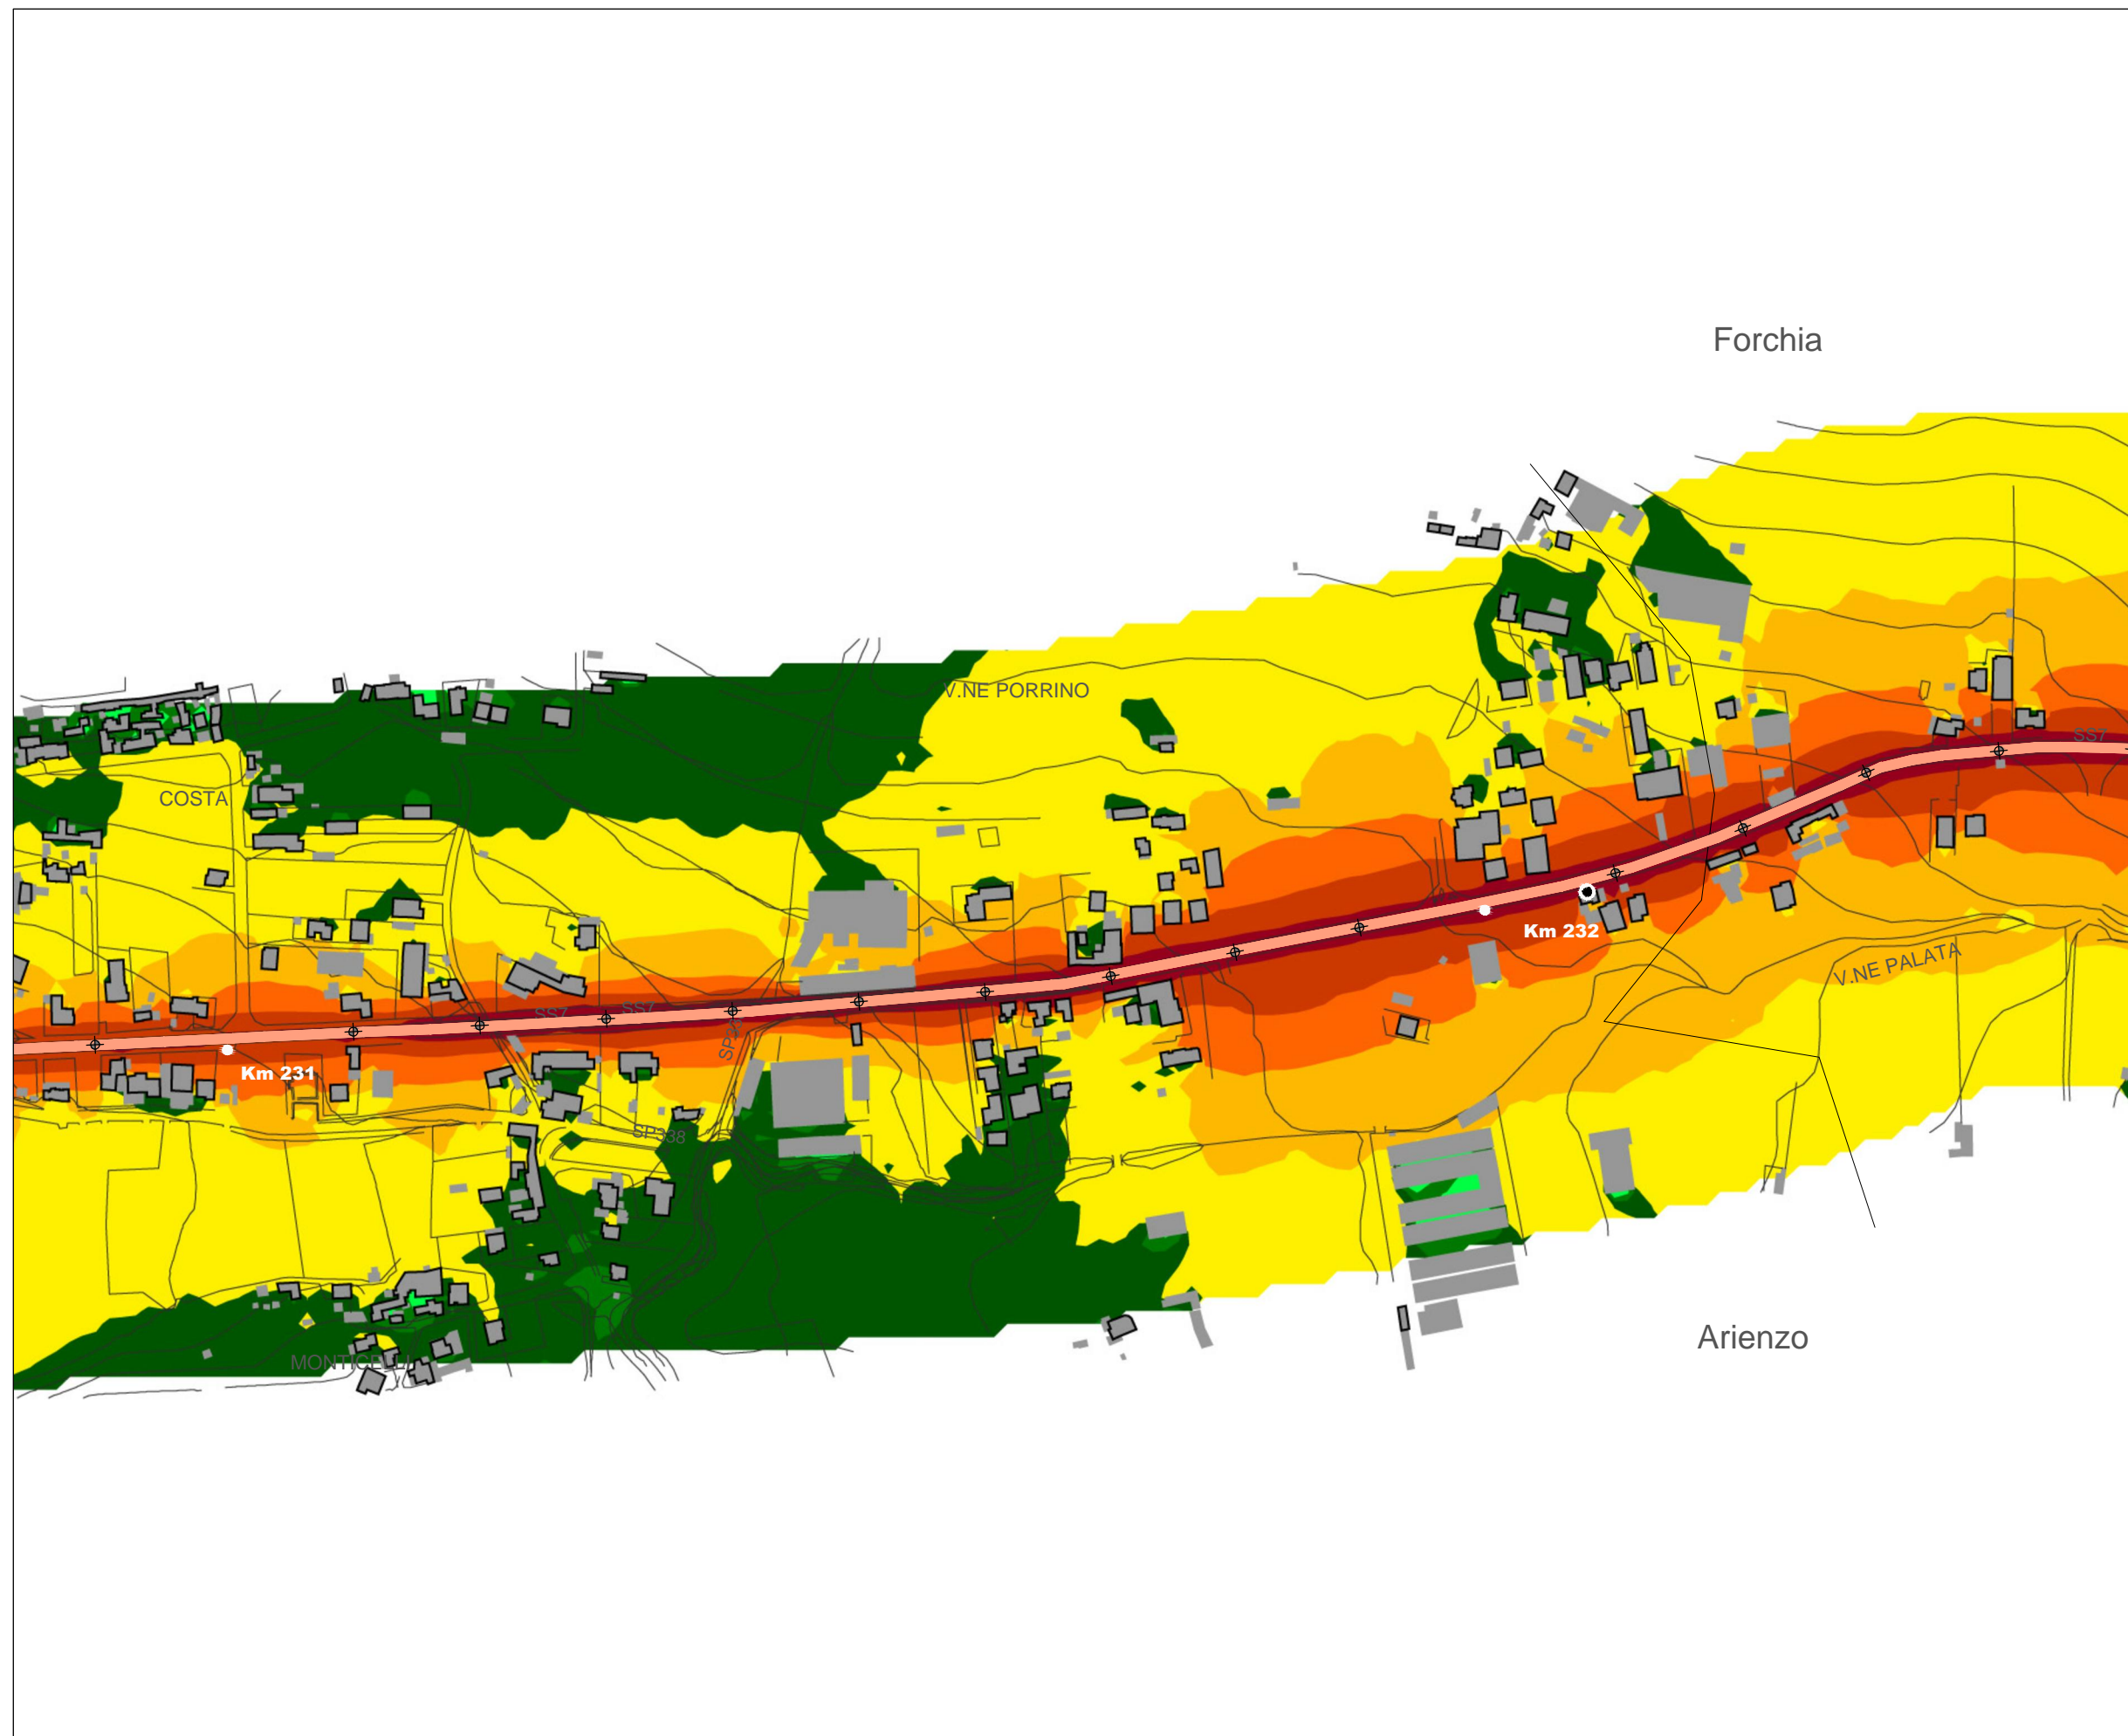 Forchia
V.NE PORRINO
SS7
COSTA
Km 232
V.NE PALATA
SS7
SS7
Km 231
SP338
Arienzo